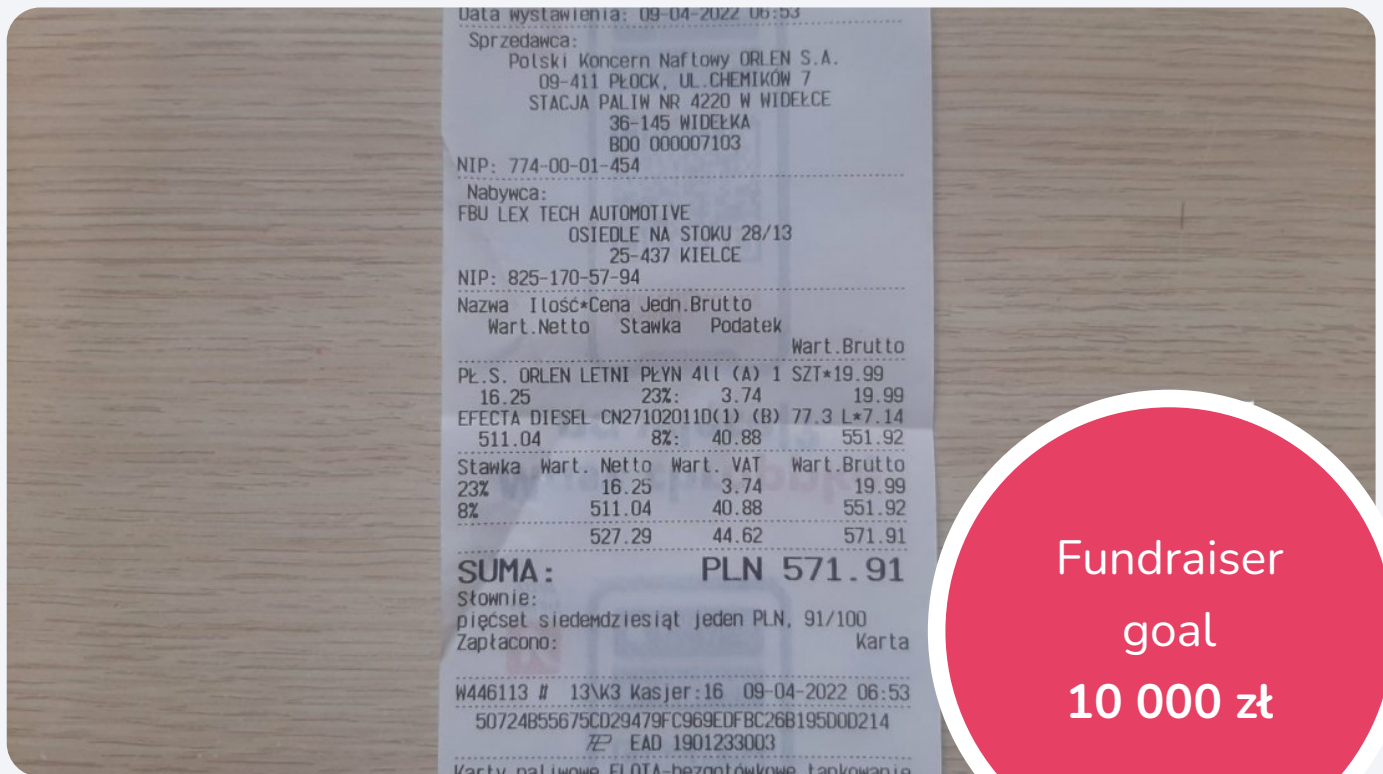 Data wystawienia: 09-04-2022 06:53
Sprzedawca:
Polski Koncern Naftowy ORLEN S.A.
09-411 PŁOCK, UL.CHEMIKÓW 7
STACJA PALIW NR 4220 W WIDEŁCE
36-145 WIDEŁKA
BDO 000007103
NIP: 774-00-01-454
Nabywca:
FBU LEX TECH AUTOMOTIVE
OSIEDLE NA STOKU 28/13
25-437 KIELCE
NIP: 825-170-57-94
Nazwa Ilość*Cena Jedn.Brutto
Wart.Netto Stawka Podatek
Wart.Brutto
PŁ.S. ORLEN LETNI PŁYN 4ll (A) 1 SZT*19.99
16.25 23%: 3.74 19.99
EFECTA DIESEL CN27102011D(1) (B) 77.3 L*7.14
511.04 8%: 40.88 551.92
Stawka Wart. Netto Wart. VAT Wart.Brutto
23% 16.25 3.74 19.99
8% 511.04 40.88 551.92
527.29 44.62 571.91
SUMA: PLN 571.91
Słownie:
pięćset siedemdziesiąt jeden PLN, 91/100
Zapłacono: Karta
W446113 # 13\K3 Kasjer:16 09-04-2022 06:53
50724B55675CD29479FC969EDFBC26B195D0D214
EAD 1901233003
Karty paliwowe FLOTA-bezgotówkowe tankowanie
Fundraiser
goal
10 000 zł